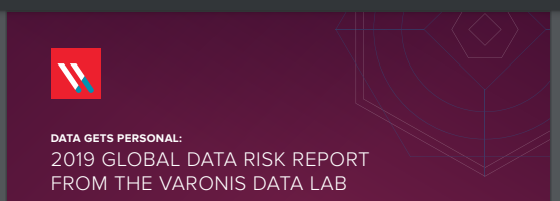 DATA GETS PERSONAL:
2019 GLOBAL DATA RISK REPORT
FROM THE VARONIS DATA LAB